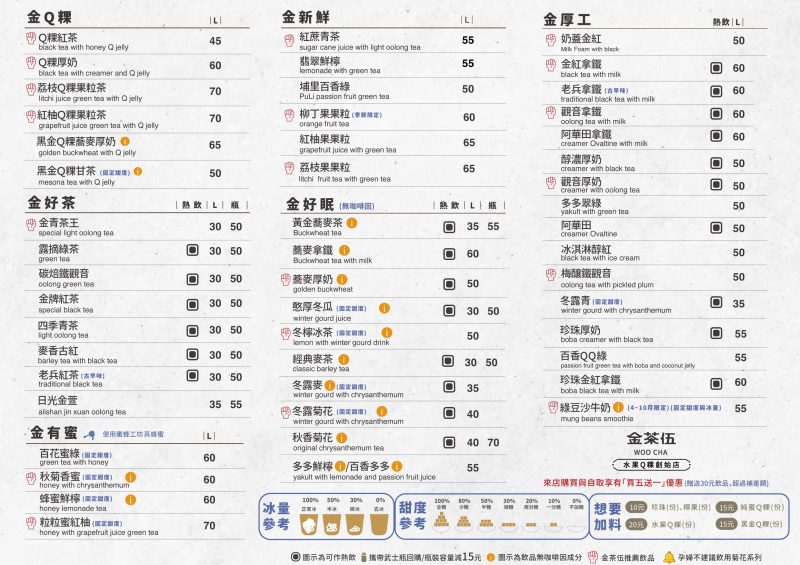 金Q粿 |L|
Q粿紅茶 45
black tea with honey Q jelly
Q粿厚奶 60
black tea with creamer and Q jelly
荔枝Q粿果粒茶 70
litchi juice green tea with Q jelly
紅柚Q粿果粒茶 70
grapefruit juice green tea with Q jelly
黑金Q粿蕎麥厚奶 65
golden buckwheat with Q jelly
黑金Q粿甘茶 (固定甜度) 50
mesona tea with Q jelly
金好茶 | 熱飲 | L | 瓶 |
金青茶王 30 50
special light oolong tea
露摘綠茶 30 50
green tea
碳焙鐵觀音 30 50
oolong green tea
金牌紅茶 30 50
special black tea
四季青茶 30 50
light oolong tea
麥香古紅 30 50
barley tea with black tea
老兵紅茶 (古早味) 30 50
traditional black tea
日光金萱 35 55
alishan jin xuan oolong tea
金有蜜 使用蜜蜂工坊真蜂蜜 |L|
百花蜜綠 (固定甜度) 60
green tea with honey
秋菊香蜜 (固定甜度) 60
honey with chrysanthemum
蜂蜜鮮檸 (固定甜度) 60
honey lemonade tea
粒粒蜜紅柚 (固定甜度) 70
honey with grapefruit juice green tea
金新鮮 |L|
紅蔗青茶 55
sugar cane juice with light oolong tea
翡翠鮮檸 55
lemonade with green tea
埔里百香綠 50
PuLi passion fruit green tea
柳丁果果粒 (季節限定) 60
orange fruit tea
紅柚果果粒 65
grapefruit juice with green tea
荔枝果果粒 65
litchi fruit tea with green tea
金好眠 (無咖啡因) | 熱飲 | L | 瓶 |
黃金蕎麥茶 35 55
Buckwheat tea
蕎麥拿鐵 60
Buckwheat tea with milk
蕎麥厚奶 50
golden buckwheat
憨厚冬瓜 (固定甜度) 30 50
winter gourd juice
冬檸冰茶 (固定甜度) 50
lemon with winter gourd drink
經典麥茶 30 50
classic barley tea
冬露麥 (固定甜度) 35
winter gourd with chrysanthemum
冬露菊花 (固定甜度) 40
winter gourd with chrysanthemum
秋香菊花 40 70
original chrysanthemum tea
多多鮮檸/百香多多 55
yakult with lemonade and passion fruit juice
金厚工 熱飲 |L|
奶蓋金紅 50
Milk Foam with black
金紅拿鐵 60
black tea with milk
老兵拿鐵 (古早味) 60
traditional black tea with milk
觀音拿鐵 60
oolong tea with milk
阿華田拿鐵 60
creamer Ovaltine with milk
醇濃厚奶 50
creamer with black tea
觀音厚奶 50
creamer with oolong tea
多多翠綠 50
yakult with green tea
阿華田 50
creamer Ovaltine
冰淇淋醇紅 50
black tea with ice cream
梅釀鐵觀音 50
oolong tea with pickled plum
冬露青 (固定甜度) 35
winter gourd with chrysanthemum
珍珠厚奶 55
boba creamer with black tea
百香QQ綠 55
passion fruit green tea with boba and coconut jelly
珍珠金紅拿鐵 60
boba black tea with milk
綠豆沙牛奶 (4~10月限定)(固定甜度與冰量) 55
mung beans smoothie
金茶伍
WOO CHA
水果Q粿創始店
來店購買與自取享有「買五送一」優惠 (贈送30元飲品，超過補差額)
冰量參考
100% 50% 30% 0%
正常冰 半冰 微冰 去冰
甜度參考
100% 80% 50% 30% 20% 10% 0%
全糖 少糖 半糖 微糖 兩分糖 一分糖 不加糖
想要加料
10元 珍珠(份)、椰果(份) 15元 純蜜Q粿(份)
20元 水果Q粿(份) 15元 黑金Q粿(份)
圖示為可作熱飲 攜帶武士瓶回購/瓶裝容量減15元 圖示為飲品無咖啡因成分 金茶伍推薦飲品 孕婦不建議飲用菊花系列